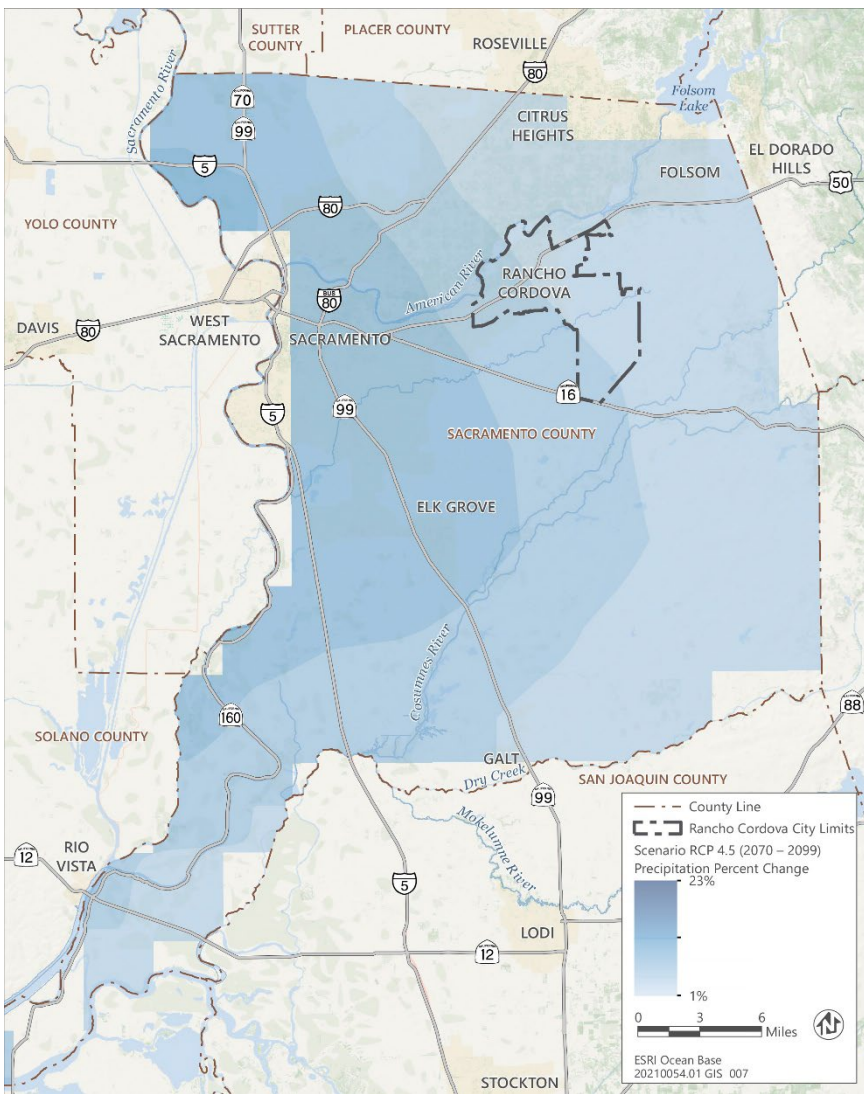 SUTTER
COUNTY
PLACER COUNTY
ROSEVILLE
80
Sacramento River
70
99
Folsom
Lake
CITRUS
HEIGHTS
5
EL DORADO
HILLS
FOLSOM
50
80
YOLO COUNTY
American River
RANCHO
CORDOVA
BUS
80
DAVIS
80
WEST
SACRAMENTO
SACRAMENTO
99
16
5
SACRAMENTO COUNTY
ELK GROVE
Cosumnes River
160
88
SOLANO COUNTY
GALT
Dry Creek
SAN JOAQUIN COUNTY
99
Mokelumne
River
RIO
VISTA
12
5
LODI
12
STOCKTON
County Line
Rancho Cordova City Limits
Scenario RCP 4.5 (2070 – 2099)
Precipitation Percent Change
23%
1%
0 3 6
Miles
N
ESRI Ocean Base
20210054.01 GIS 007